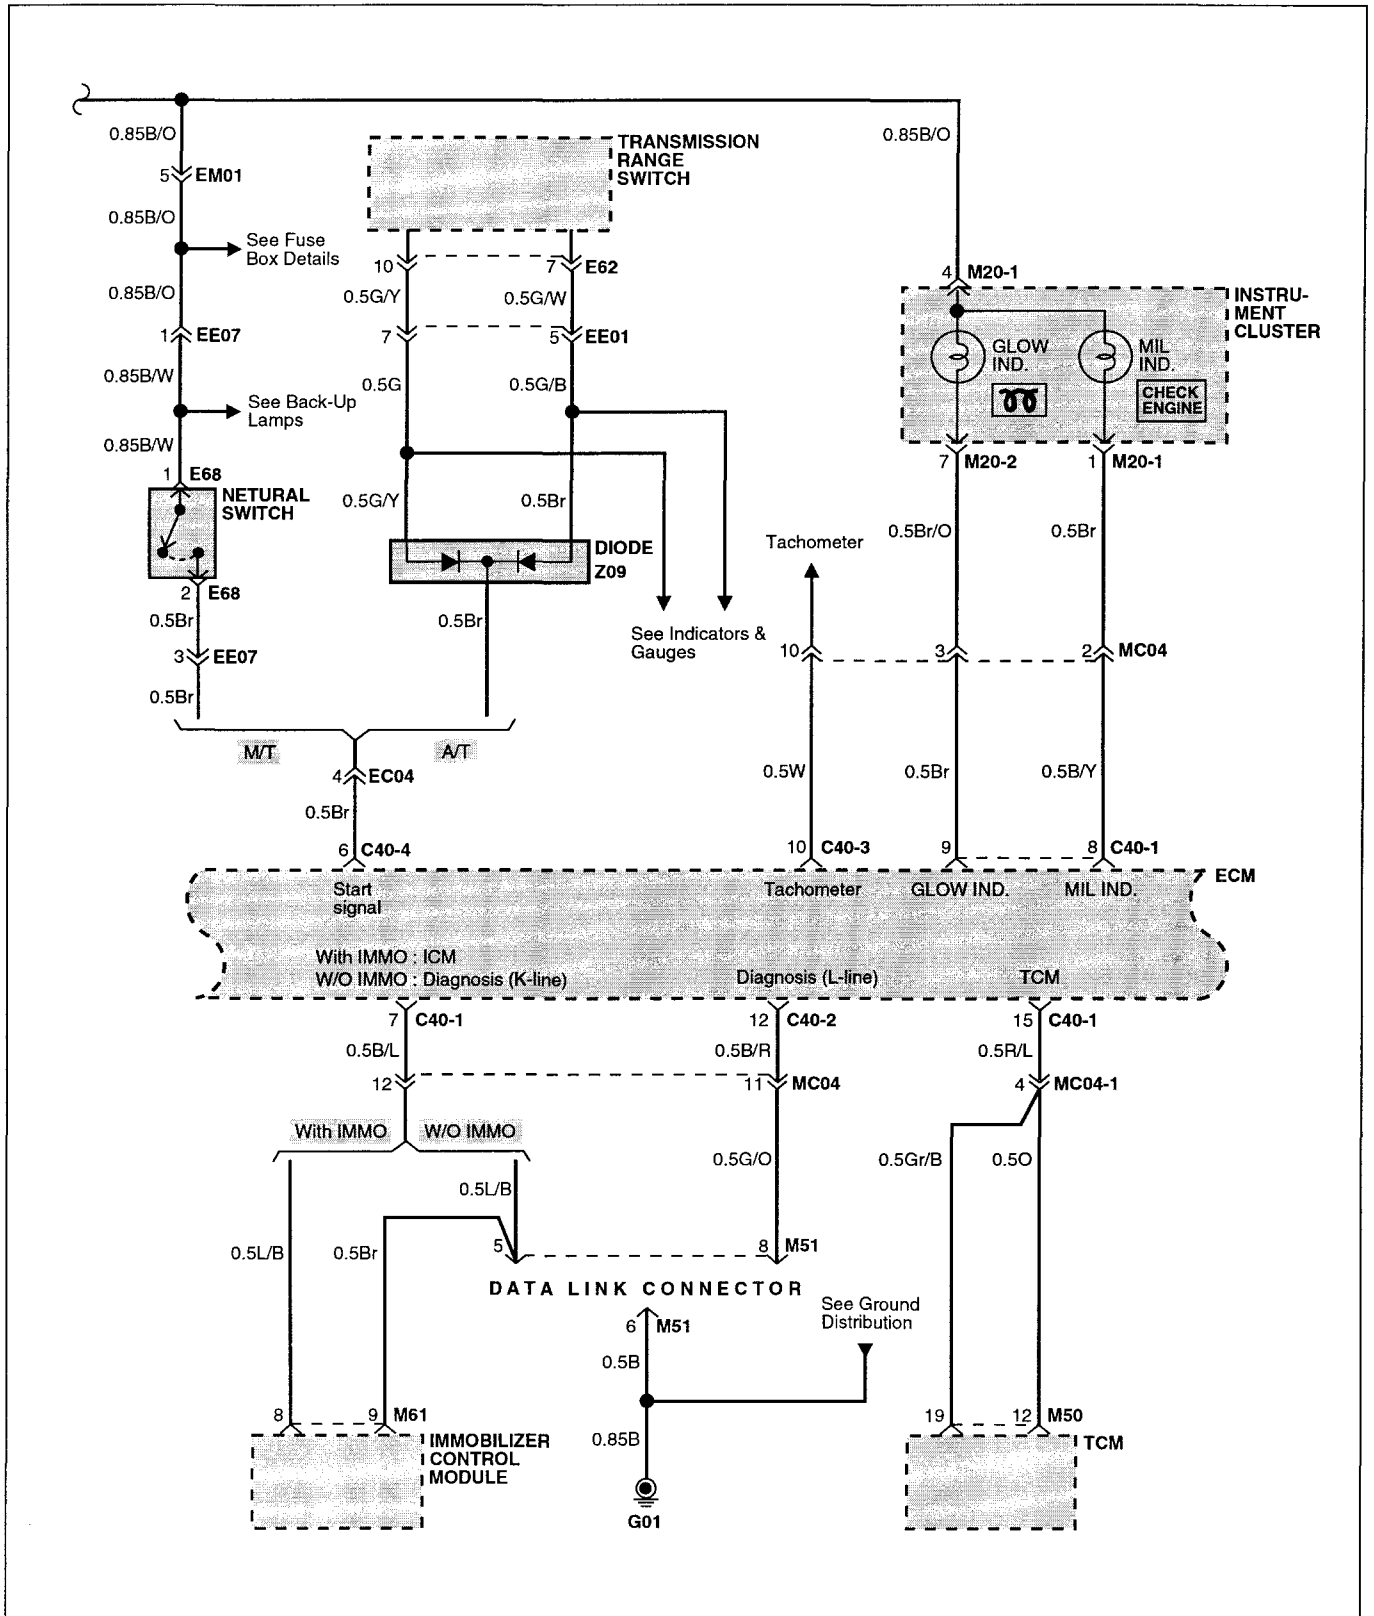 0.85B/O
0.85B/O
TRANSMISSION
RANGE
SWITCH
5 EM01
0.85B/O
See Fuse
Box Details
10
7 E62
4 M20-1
0.85B/O
0.5G/Y
0.5G/W
INSTRU-
MENT
CLUSTER
1 EE07
7
5 EE01
GLOW
IND.
MIL
IND.
0.85B/W
0.5G
0.5G/B
CHECK
ENGINE
See Back-Up
Lamps
0.85B/W
1 E68
7 M20-2
1 M20-1
NETURAL
SWITCH
0.5G/Y
0.5Br
0.5Br/O
0.5Br
Tachometer
DIODE
Z09
2 E68
0.5Br
0.5Br
See Indicators &
Gauges
3 EE07
10
3
2 MC04
0.5Br
M/T
A/T
4 EC04
0.5W
0.5Br
0.5B/Y
0.5Br
6 C40-4
10 C40-3
9
8 C40-1
ECM
Start
signal
Tachometer
GLOW IND.
MIL IND.
With IMMO : ICM
W/O IMMO : Diagnosis (K-line)
Diagnosis (L-line)
TCM
7 C40-1
12 C40-2
15 C40-1
0.5B/L
0.5B/R
0.5R/L
12
11 MC04
4 MC04-1
With IMMO
W/O IMMO
0.5G/O
0.5Gr/B
0.5O
0.5L/B
0.5L/B
0.5Br
5
8 M51
DATA LINK CONNECTOR
See Ground
Distribution
6 M51
0.5B
8
9 M61
19
12 M50
0.85B
IMMOBILIZER
CONTROL
MODULE
TCM
G01